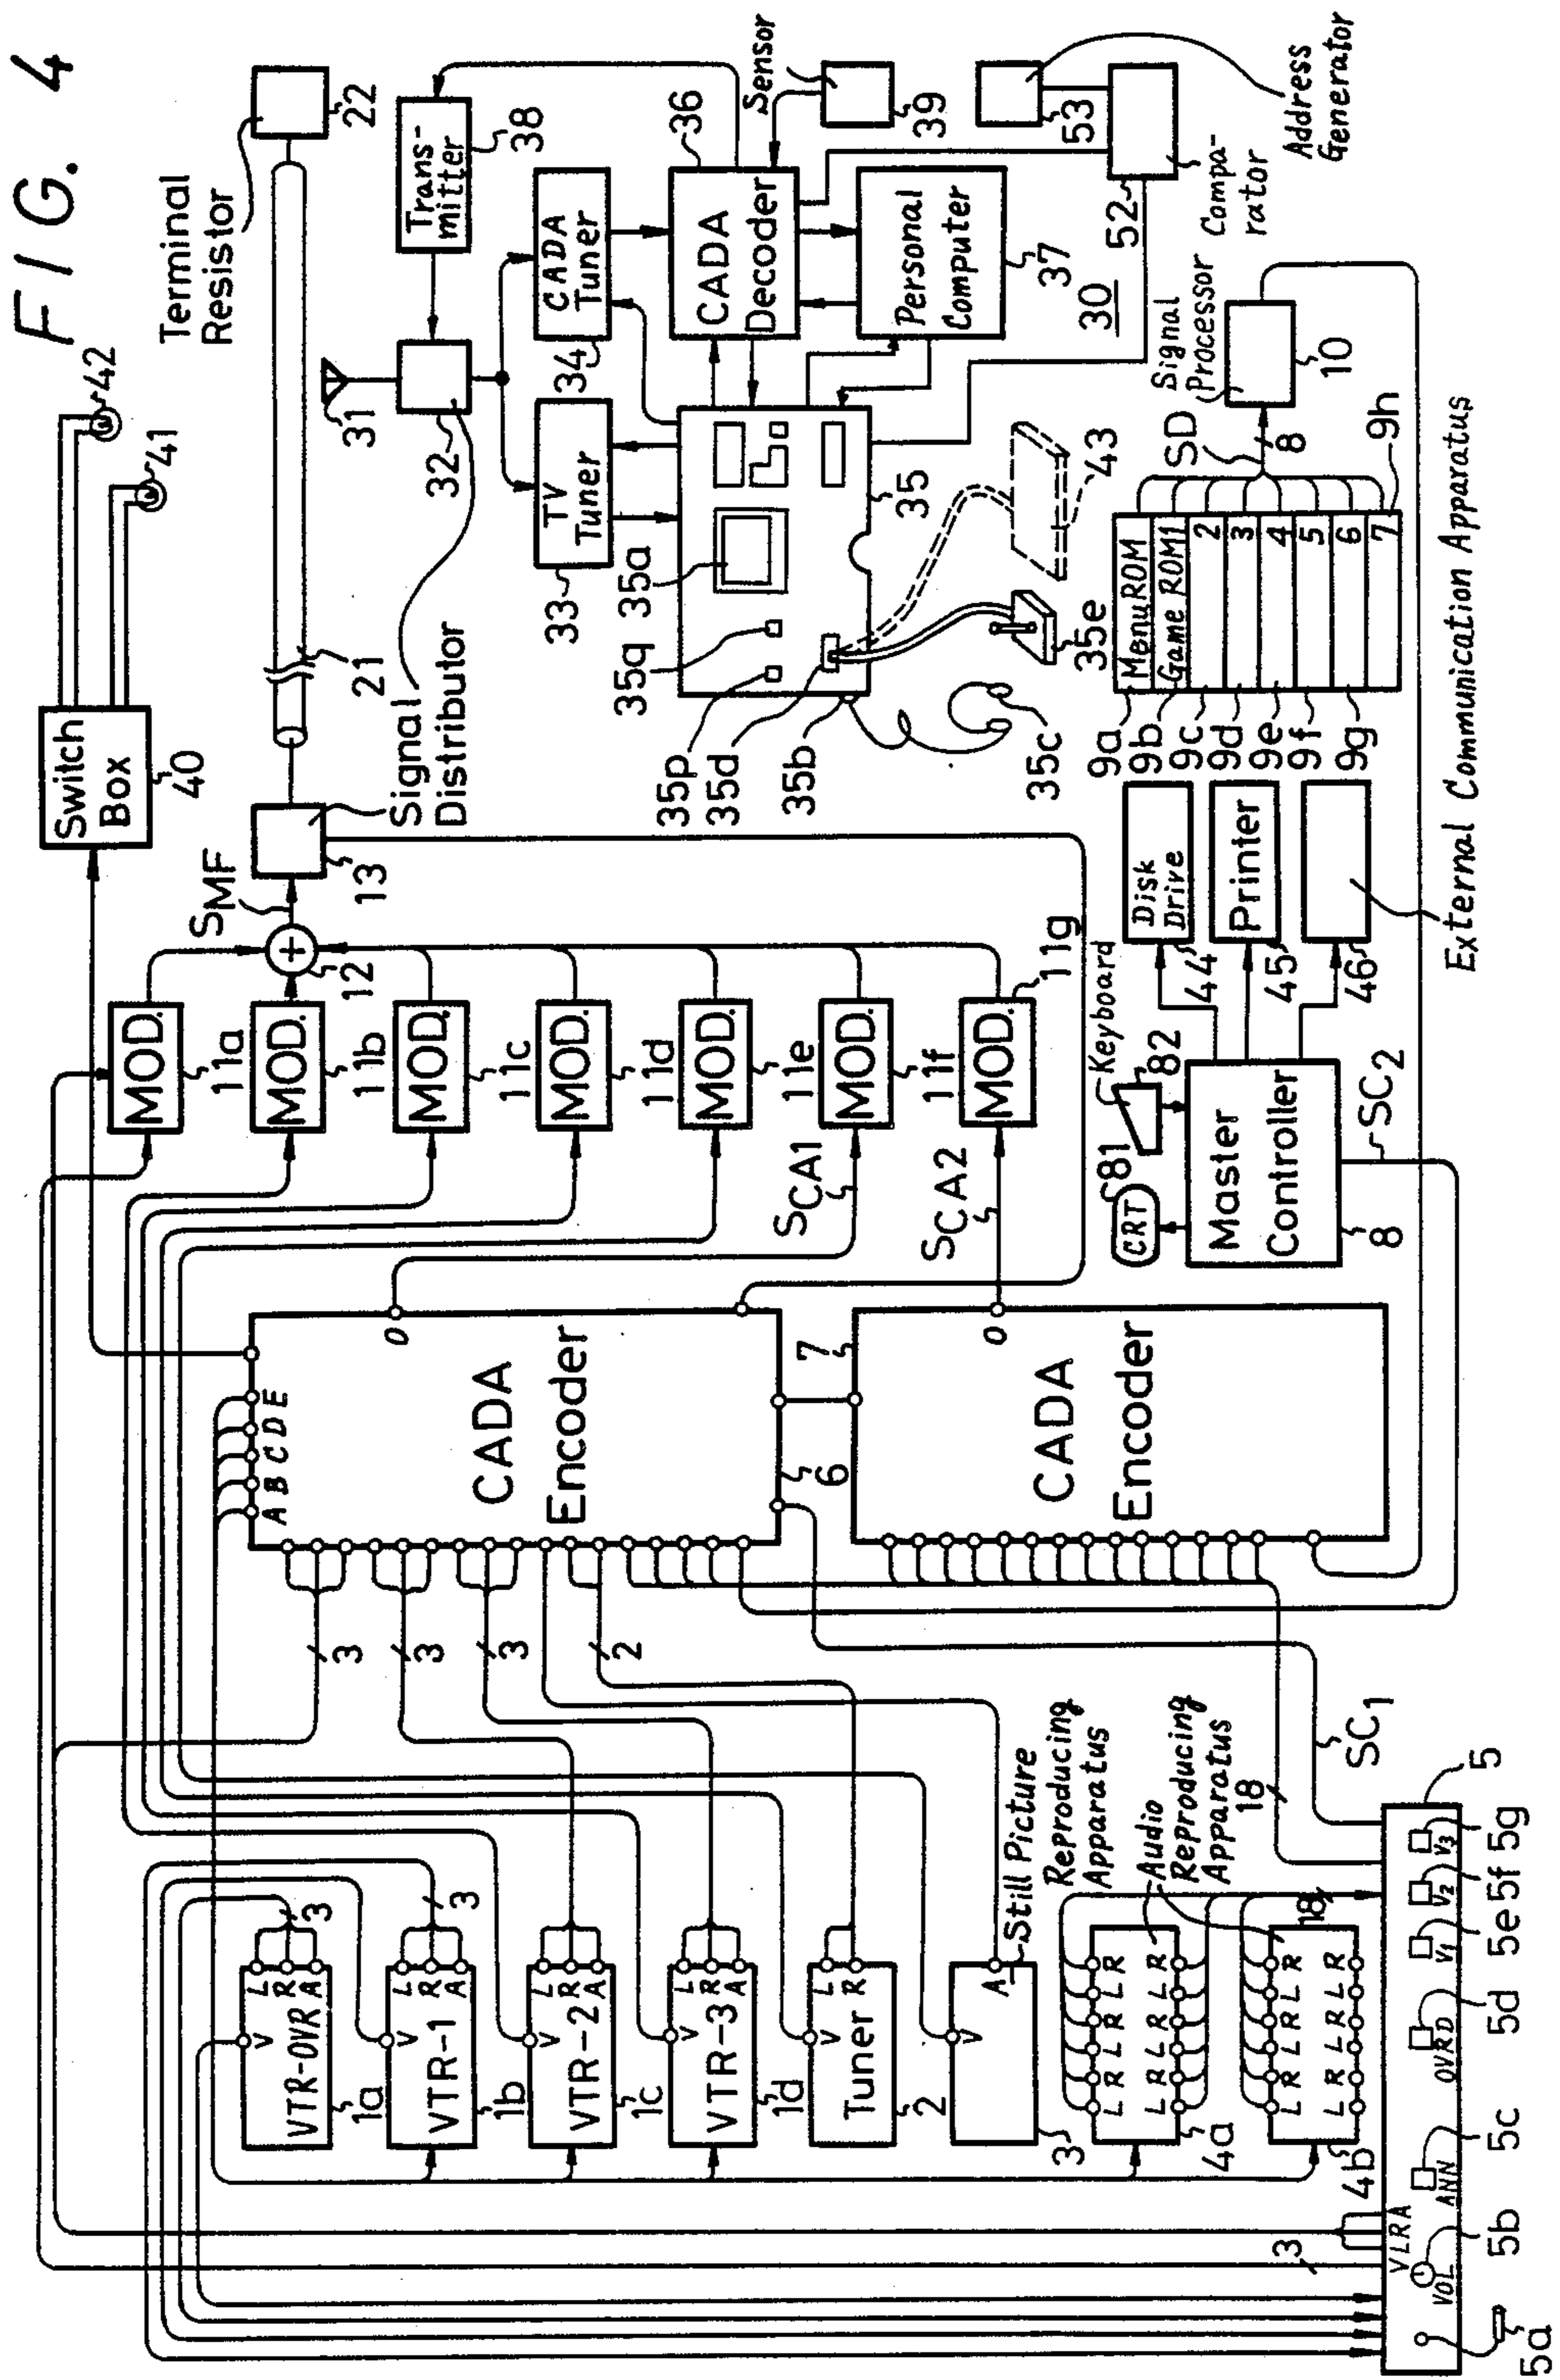 FIG. 4
Switch
Box
40
42
41
Terminal
Resistor
22
21
Signal
Distributor
13
SMF
12
MOD.
11a
MOD.
11b
MOD.
11c
MOD.
11d
MOD.
11e
MOD.
11f
MOD.
11g
SCA1
SCA2
31
32
Trans-
mitter
38
TV
Tuner
33
CADA
Tuner
34
CADA
Decoder
36
Sensor
39
Personal
Computer
37
30
52
53
Compa-
rator
Address
Generator
35
35a
35q
35p
35d
35b
35c
35e
43
Signal
Processor
10
SD
8
Menu ROM
Game ROM1
2
3
4
5
6
7
9a
9b
9c
9d
9e
9f
9g
9h
Disk
Drive
44
Printer
45
46
External Communication Apparatus
Keyboard
82
CRT
81
Master
Controller
8
SC2
A B C D E
CADA
Encoder
O
6
7
CADA
Encoder
O
3
3
3
2
VTR-OVR
V
L
R
A
3
1a
VTR-1
V
L
R
A
3
1b
VTR-2
V
L
R
A
1c
VTR-3
V
L
R
A
1d
Tuner
V
L
R
2
V
A
3
Still Picture
Reproducing
Apparatus
Audio
Reproducing
Apparatus
L R L R L R
L R L R L R
4a
18
L R L R L R
L R L R L R
4b
18
SC1
5
3
V L R A
VOL
ANN
OVRD
V1
V2
V3
5a
5b
5c
5d
5e
5f
5g